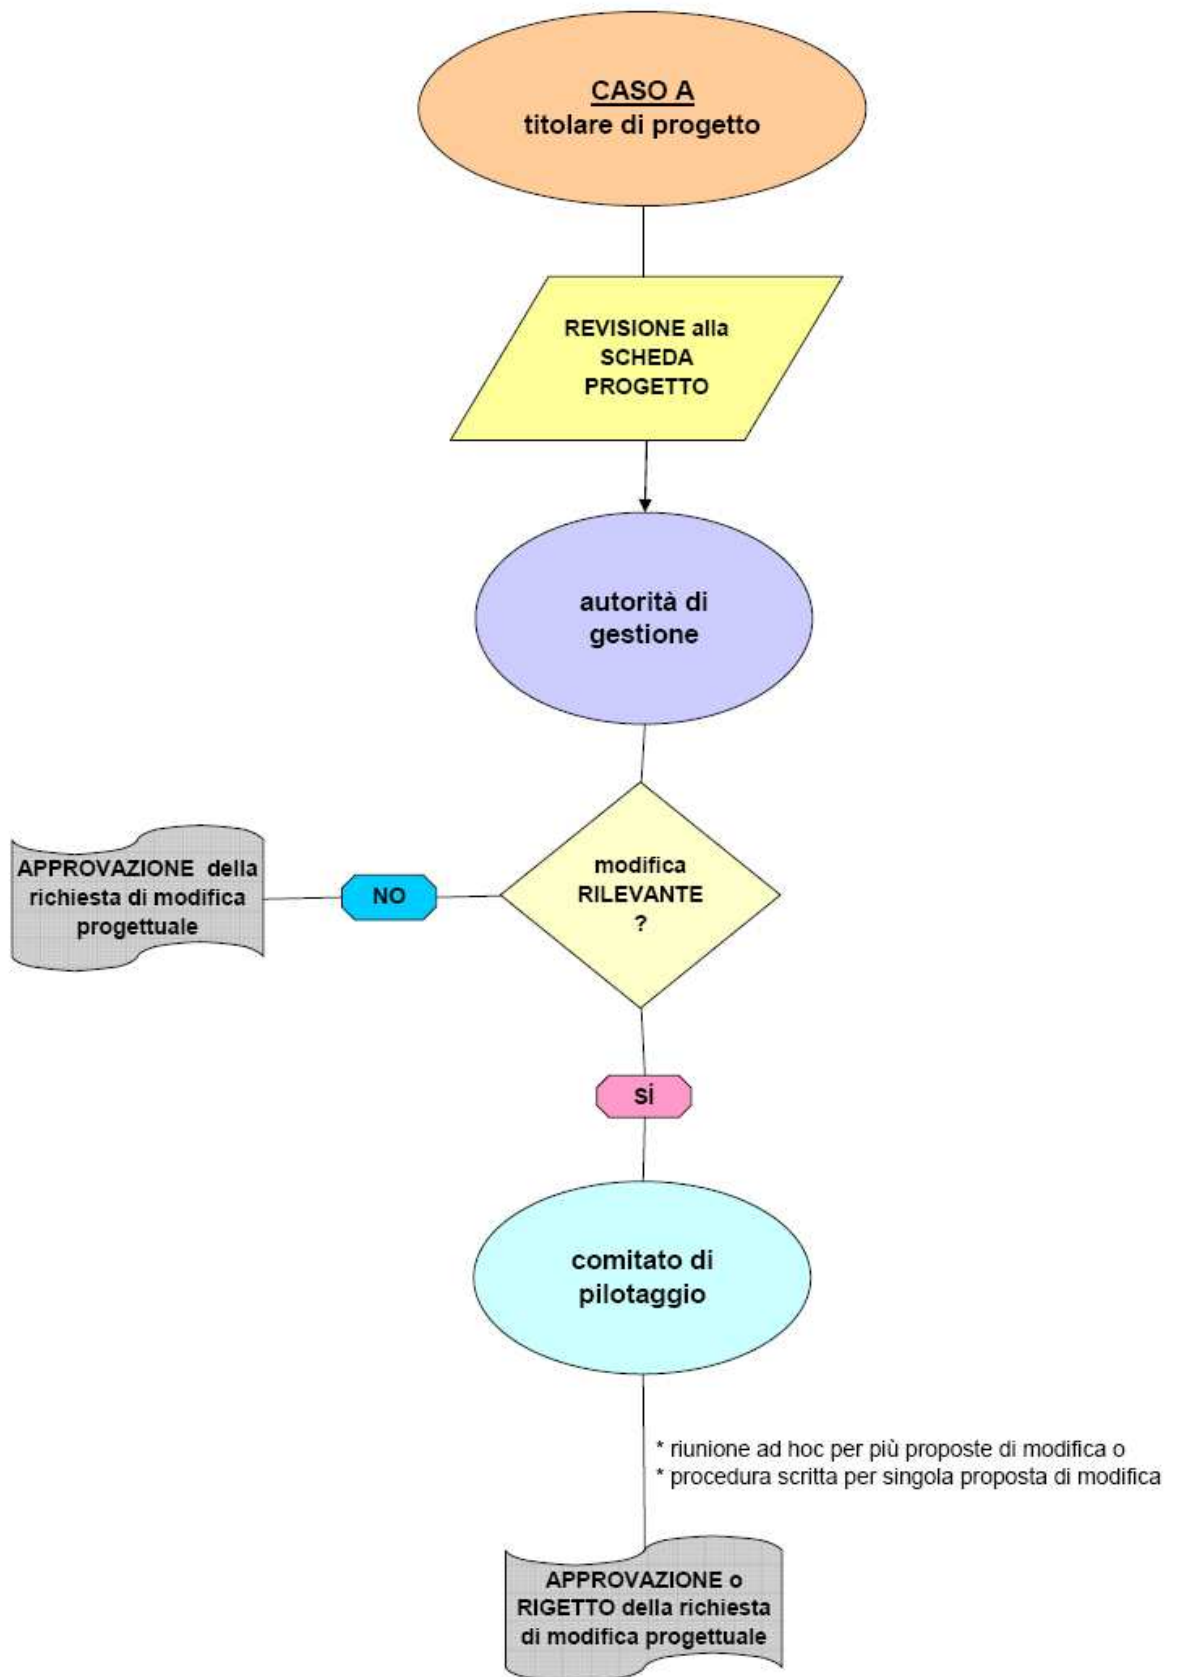 CASO A
titolare di progetto
REVISIONE alla
SCHEDA
PROGETTO
autorità di
gestione
modifica
RILEVANTE
?
NO
APPROVAZIONE della
richiesta di modifica
progettuale
SÌ
comitato di
pilotaggio
* riunione ad hoc per più proposte di modifica o
* procedura scritta per singola proposta di modifica
APPROVAZIONE o
RIGETTO della richiesta
di modifica progettuale